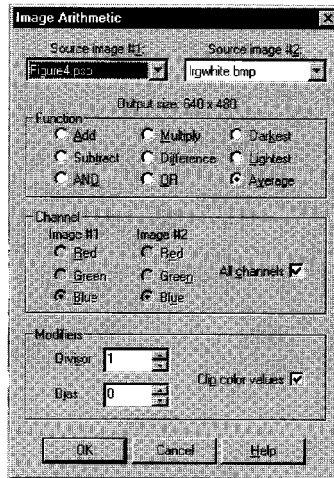 Image Arithmetic
Source image #1: Source image #2:
Figure4.psp lrgwhite.bmp
Output size: 640 x 480
Function
Add Multiply Darkest
Subtract Difference Lightest
AND OR Average
Channel
Image #1 Image #2
Red Red
Green Green All channels
Blue Blue
Modifiers
Divisor 1
Clip color values
Bias 0
OK Cancel Help